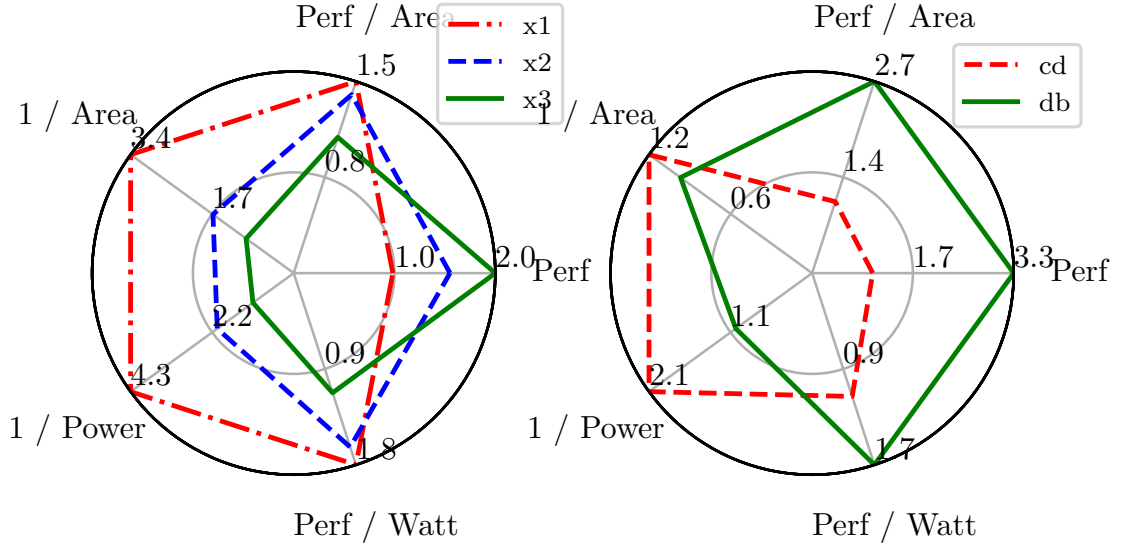 Perf / Area
x1
x2
x3
1.5
1 / Area
3.4
0.8
1.7
1.0
2.0
Perf
2.2
0.9
4.3
1 / Power
1.8
Perf / Watt
Perf / Area
cd
db
2.7
1 / Area
1.2
1.4
0.6
1.7
3.3
Perf
1.1
0.9
2.1
1 / Power
1.7
Perf / Watt